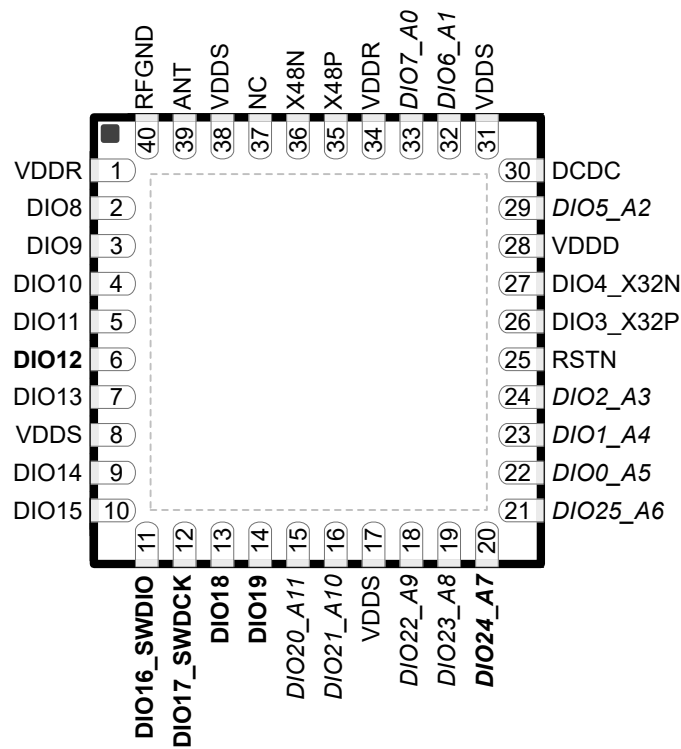 RFGND
ANT
VDDS
NC
X48N
X48P
VDDR
DIO7_A0
DIO6_A1
VDDS
40
39
38
37
36
35
34
33
32
31
VDDR 1
DIO8 2
DIO9 3
DIO10 4
DIO11 5
DIO12 6
DIO13 7
VDDS 8
DIO14 9
DIO15 10
30 DCDC
29 DIO5_A2
28 VDDD
27 DIO4_X32N
26 DIO3_X32P
25 RSTN
24 DIO2_A3
23 DIO1_A4
22 DIO0_A5
21 DIO25_A6
11
12
13
14
15
16
17
18
19
20
DIO16_SWDIO
DIO17_SWDCK
DIO18
DIO19
DIO20_A11
DIO21_A10
VDDS
DIO22_A9
DIO23_A8
DIO24_A7